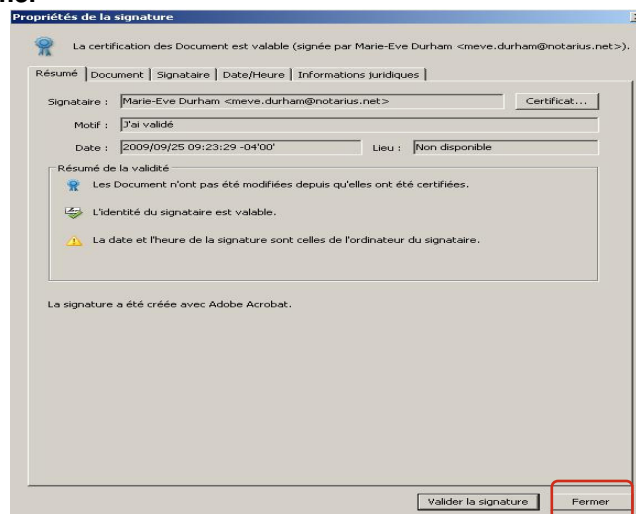 Propriétés de la signature
La certification des Document est valable (signée par Marie-Eve Durham <meve.durham@notarius.net>).
Résumé Document Signataire Date/Heure Informations juridiques
Signataire : Marie-Eve Durham <meve.durham@notarius.net> Certificat...
Motif : J'ai validé
Date : 2009/09/25 09:23:29 -04'00' Lieu : Non disponible
Résumé de la validité
Les Document n'ont pas été modifiées depuis qu'elles ont été certifiées.
L'identité du signataire est valable.
La date et l'heure de la signature sont celles de l'ordinateur du signataire.
La signature a été créée avec Adobe Acrobat.
Valider la signature Fermer